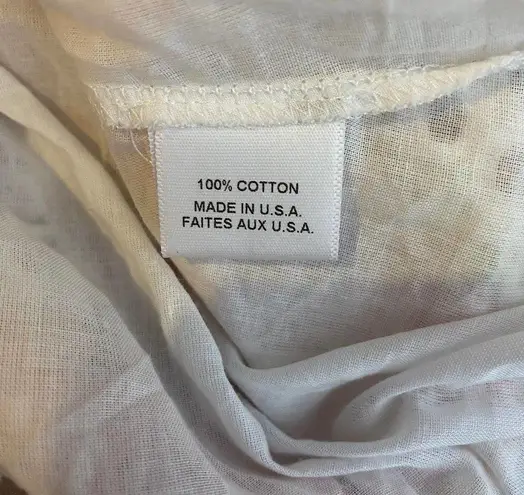 100% COTTON
MADE IN U.S.A.
FAITES AUX U.S.A.